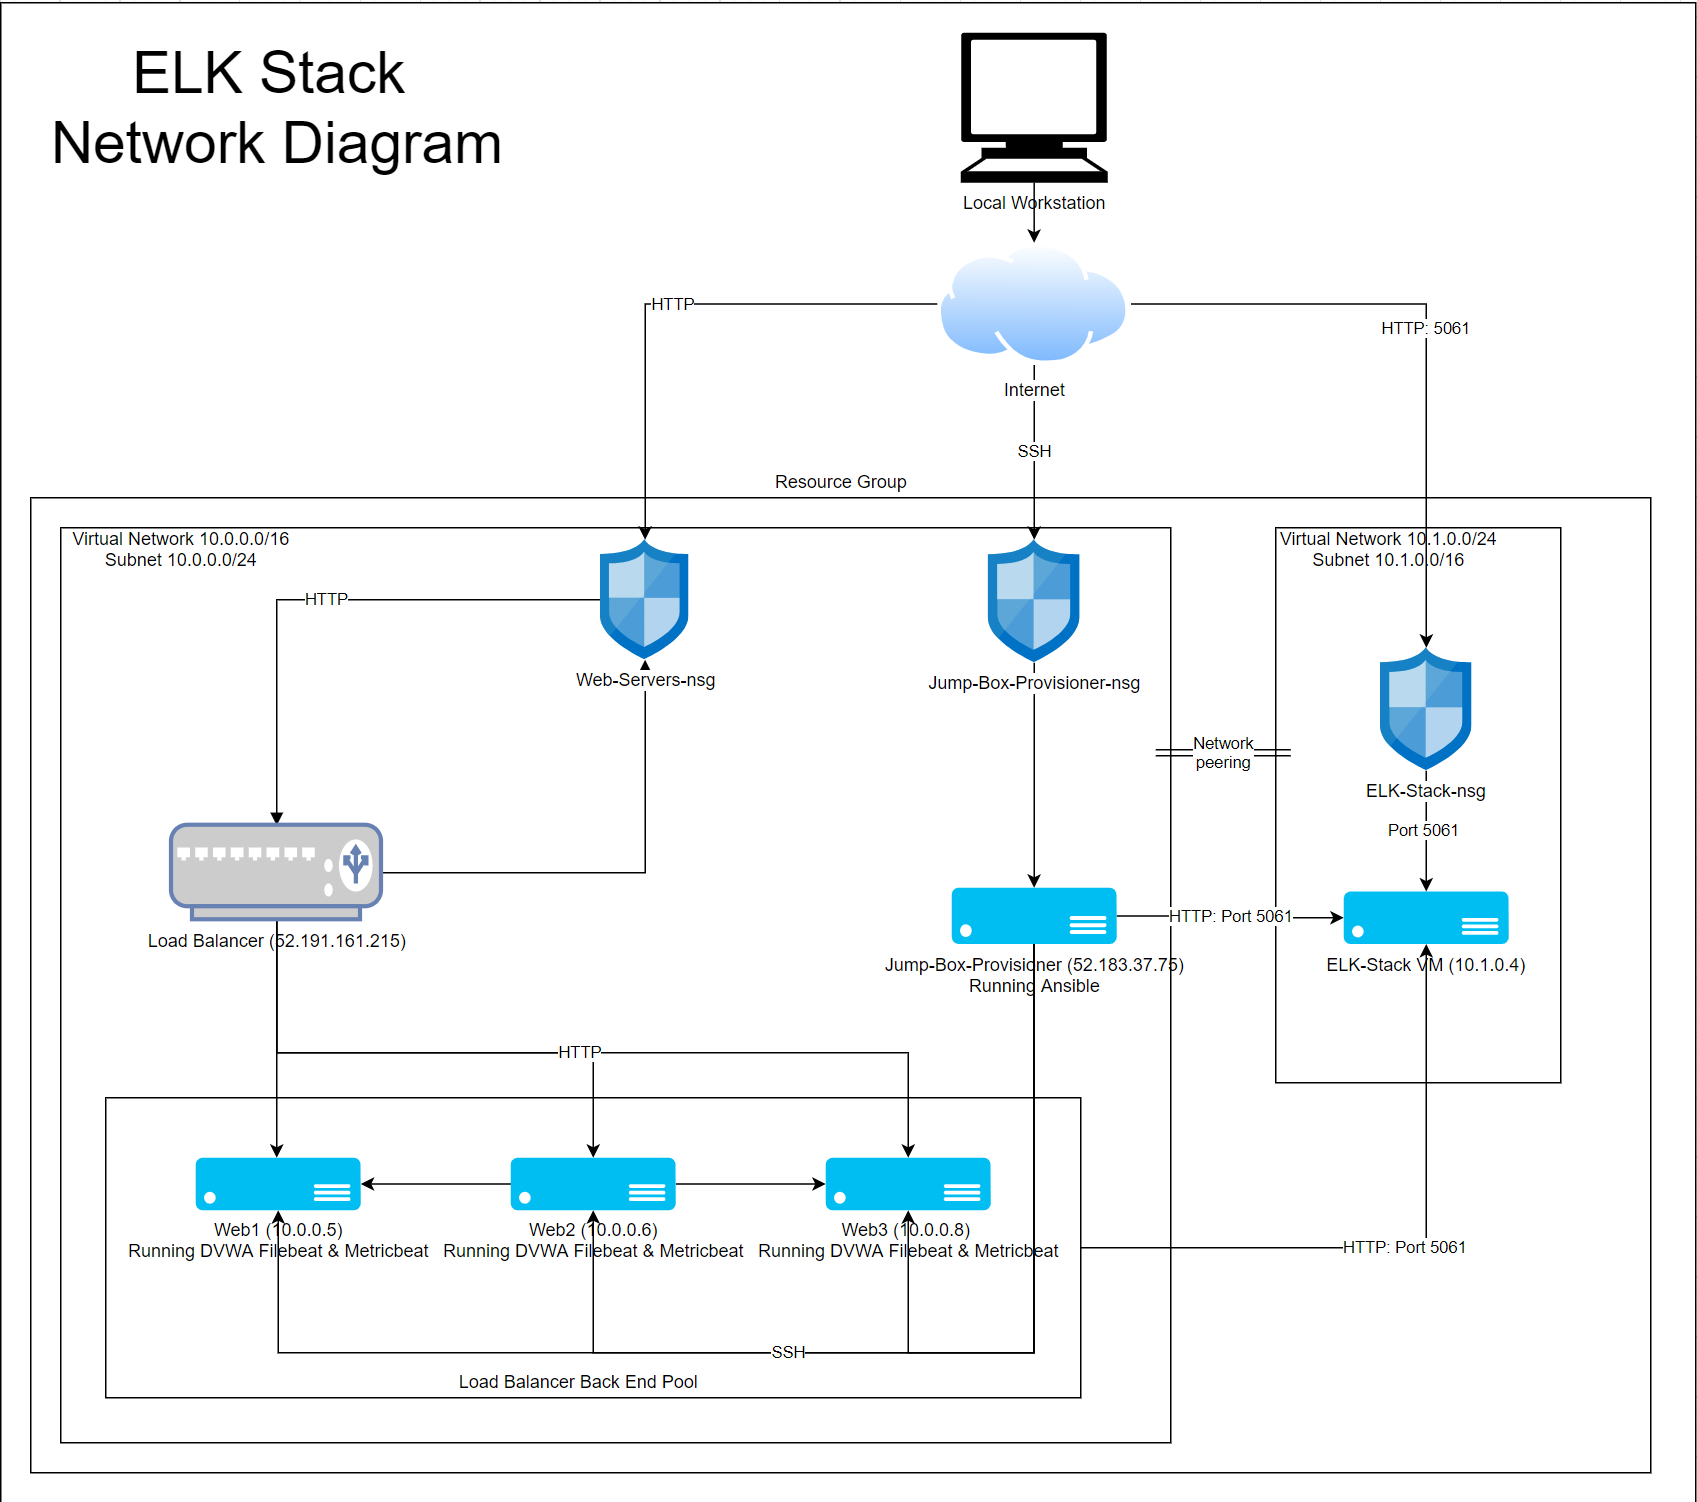 ELK Stack
Network Diagram
Local Workstation
HTTP
HTTP: 5061
Internet
SSH
Resource Group
Virtual Network 10.0.0.0/16
Subnet 10.0.0.0/24
Virtual Network 10.1.0.0/24
Subnet 10.1.0.0/16
HTTP
Web-Servers-nsg
Jump-Box-Provisioner-nsg
Network
peering
ELK-Stack-nsg
Port 5061
HTTP: Port 5061
Load Balancer (52.191.161.215)
Jump-Box-Provisioner (52.183.37.75)
Running Ansible
ELK-Stack VM (10.1.0.4)
HTTP
Web1 (10.0.0.5)
Running DVWA Filebeat & Metricbeat
Web2 (10.0.0.6)
Running DVWA Filebeat & Metricbeat
Web3 (10.0.0.8)
Running DVWA Filebeat & Metricbeat
HTTP: Port 5061
SSH
Load Balancer Back End Pool